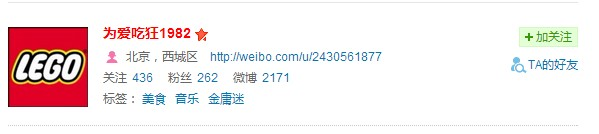 LEGO
为爱吃狂1982
+加关注
北京，西城区 http://weibo.com/u/2430561877
TA的好友
关注 436 粉丝 262 微博 2171
标签： 美食 音乐 金庸迷